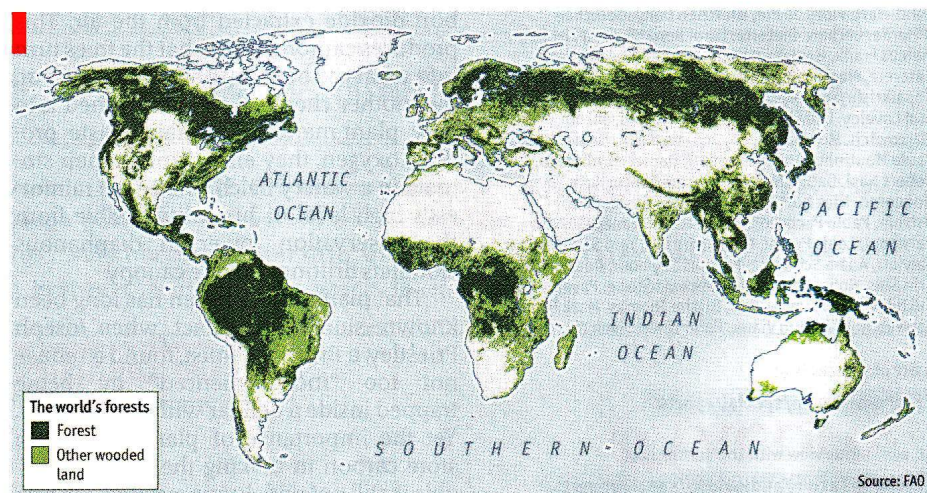 ATLANTIC
OCEAN
PACIFIC
OCEAN
INDIAN
OCEAN
SOUTHERN-OCEAN
The world's forests
Forest
Other wooded
land
Source: FAO